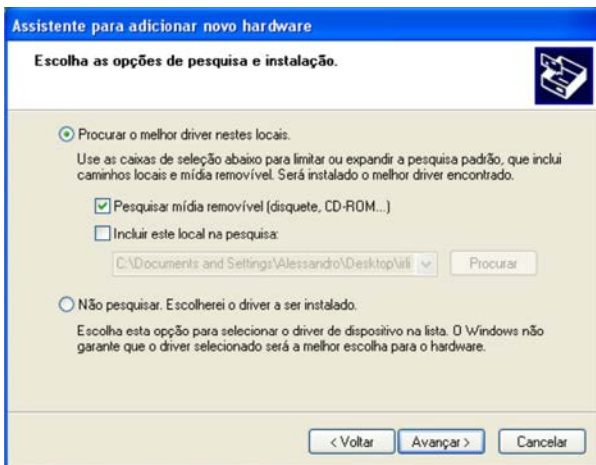 Assistente para adicionar novo hardware
Escolha as opções de pesquisa e instalação.
Procurar o melhor driver nestes locais.
Use as caixas de seleção abaixo para limitar ou expandir a pesquisa padrão, que inclui
caminhos locais e mídia removível. Será instalado o melhor driver encontrado.
Pesquisar mídia removível (disquete, CD-ROM...)
Incluir este local na pesquisa:
C:\Documents and Settings\Alessandro\Desktop\irli
Procurar
Não pesquisar. Escolherei o driver a ser instalado.
Escolha esta opção para selecionar o driver de dispositivo na lista. O Windows não
garante que o driver selecionado será a melhor escolha para o hardware.
< Voltar
Avançar >
Cancelar